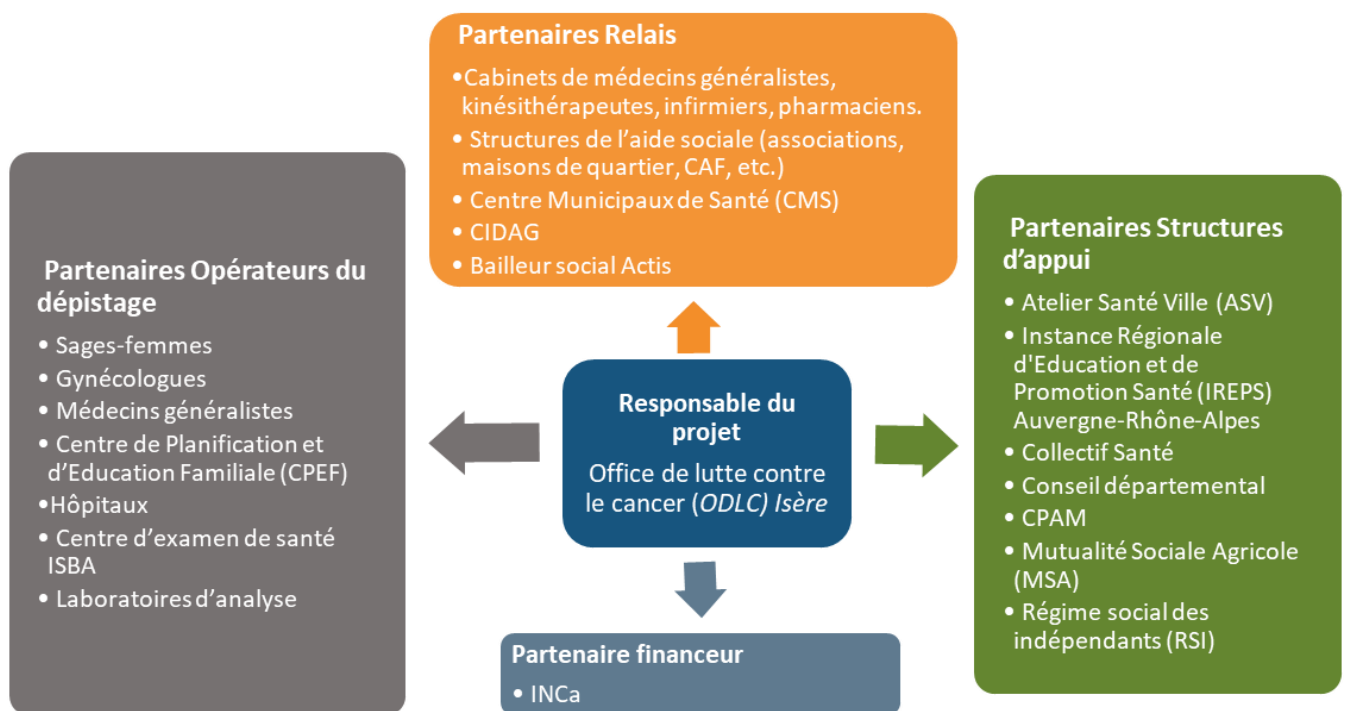 Partenaires Relais
•Cabinets de médecins généralistes,
kinésithérapeutes, infirmiers, pharmaciens.
• Structures de l’aide sociale (associations,
maisons de quartier, CAF, etc.)
• Centre Municipaux de Santé (CMS)
• CIDAG
• Bailleur social Actis
Partenaires Opérateurs du
dépistage
• Sages-femmes
• Gynécologues
• Médecins généralistes
• Centre de Planification et
d’Education Familiale (CPEF)
•Hôpitaux
• Centre d’examen de santé
ISBA
• Laboratoires d’analyse
Responsable du
projet
Office de lutte contre
le cancer (ODLC) Isère
Partenaires Structures
d’appui
• Atelier Santé Ville (ASV)
• Instance Régionale
d'Education et de
Promotion Santé (IREPS)
Auvergne-Rhône-Alpes
• Collectif Santé
• Conseil départemental
• CPAM
• Mutualité Sociale Agricole
(MSA)
• Régime social des
indépendants (RSI)
Partenaire financeur
• INCa